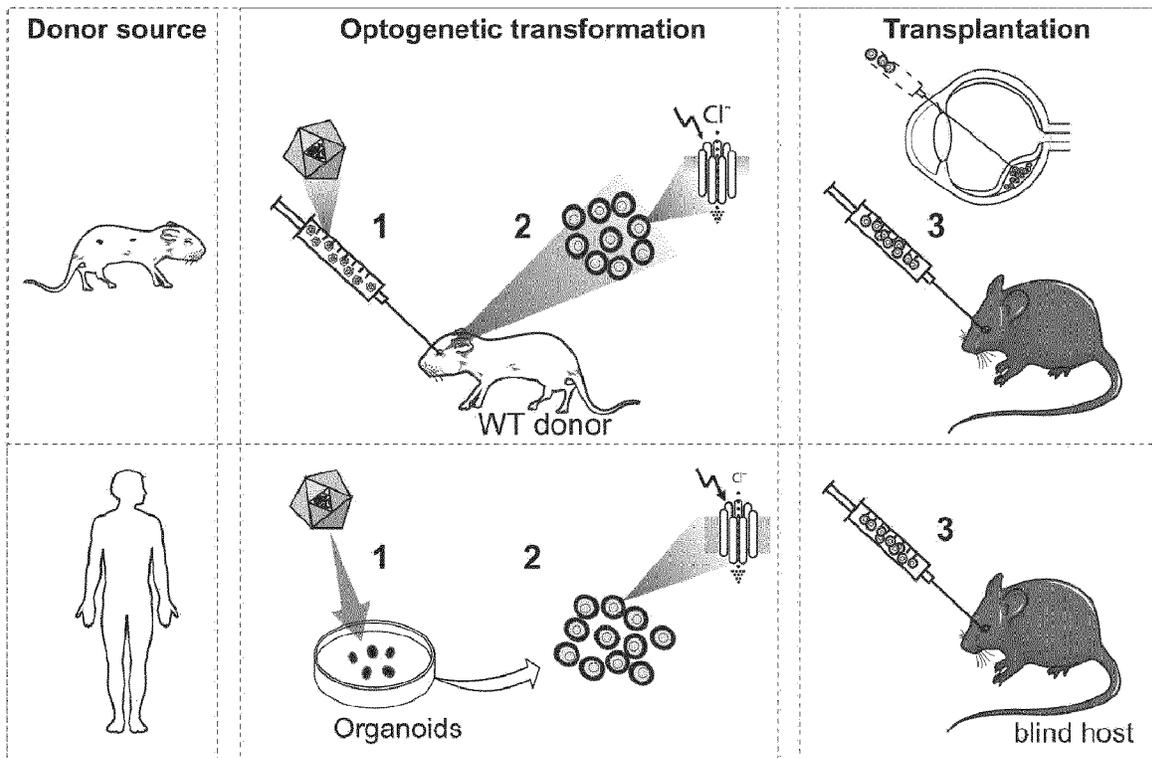 Donor source
Optogenetic transformation
Transplantation
Cl⁻
1
2
3
WT donor
Cl⁻
1
2
3
Organoids
blind host